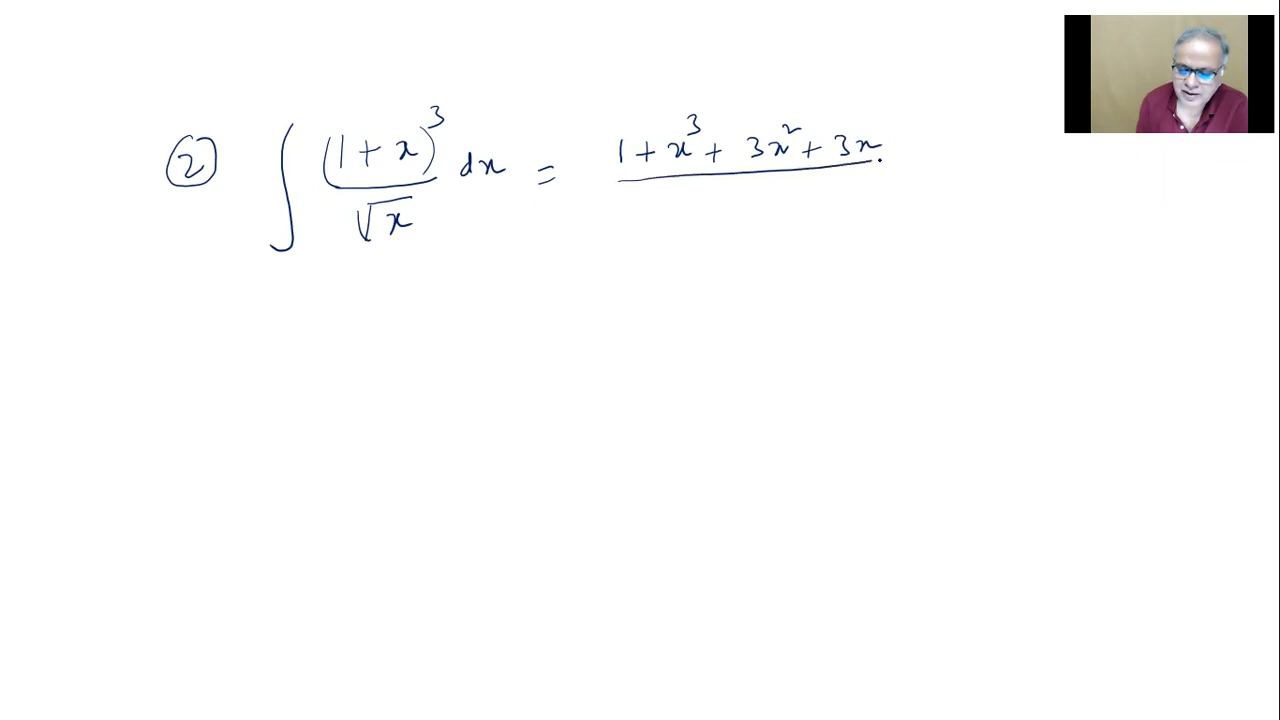 ② ∫ (1+x)³/√x dx = 1+x³+3x²+3x.